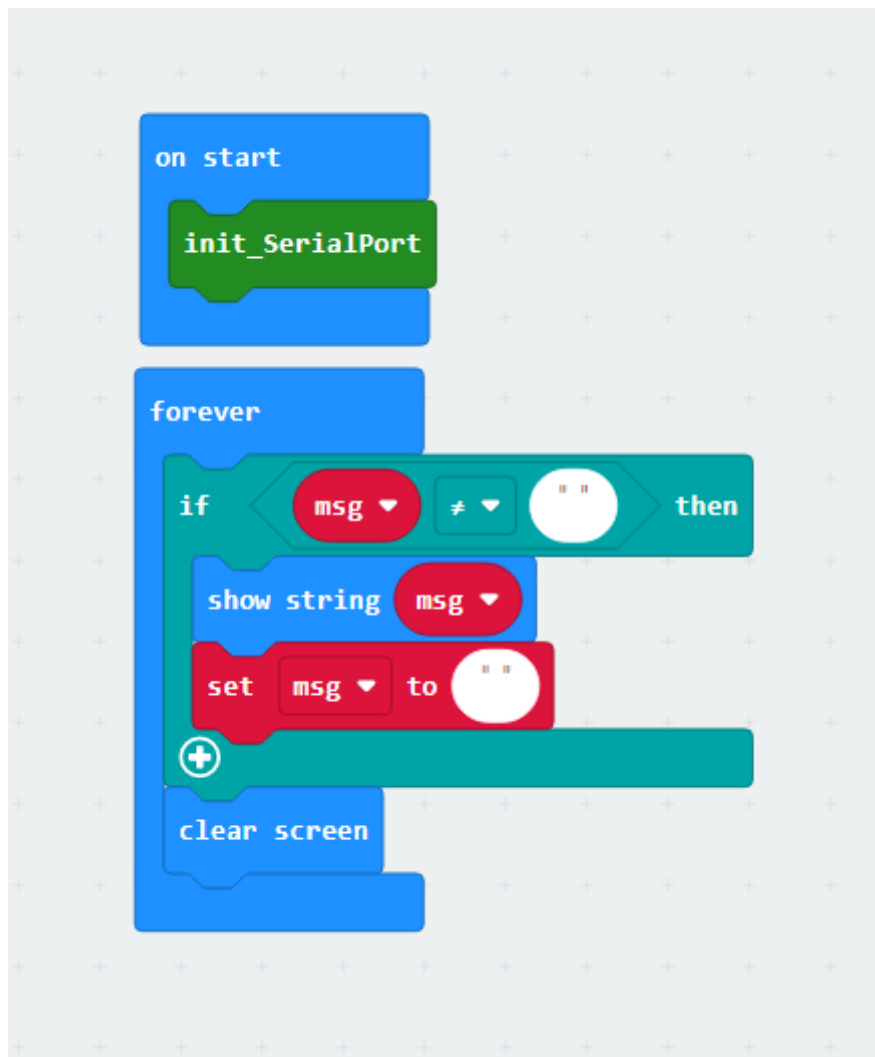 on start
init_SerialPort
forever
if msg ≠ " " then
show string msg
set msg to " "
clear screen